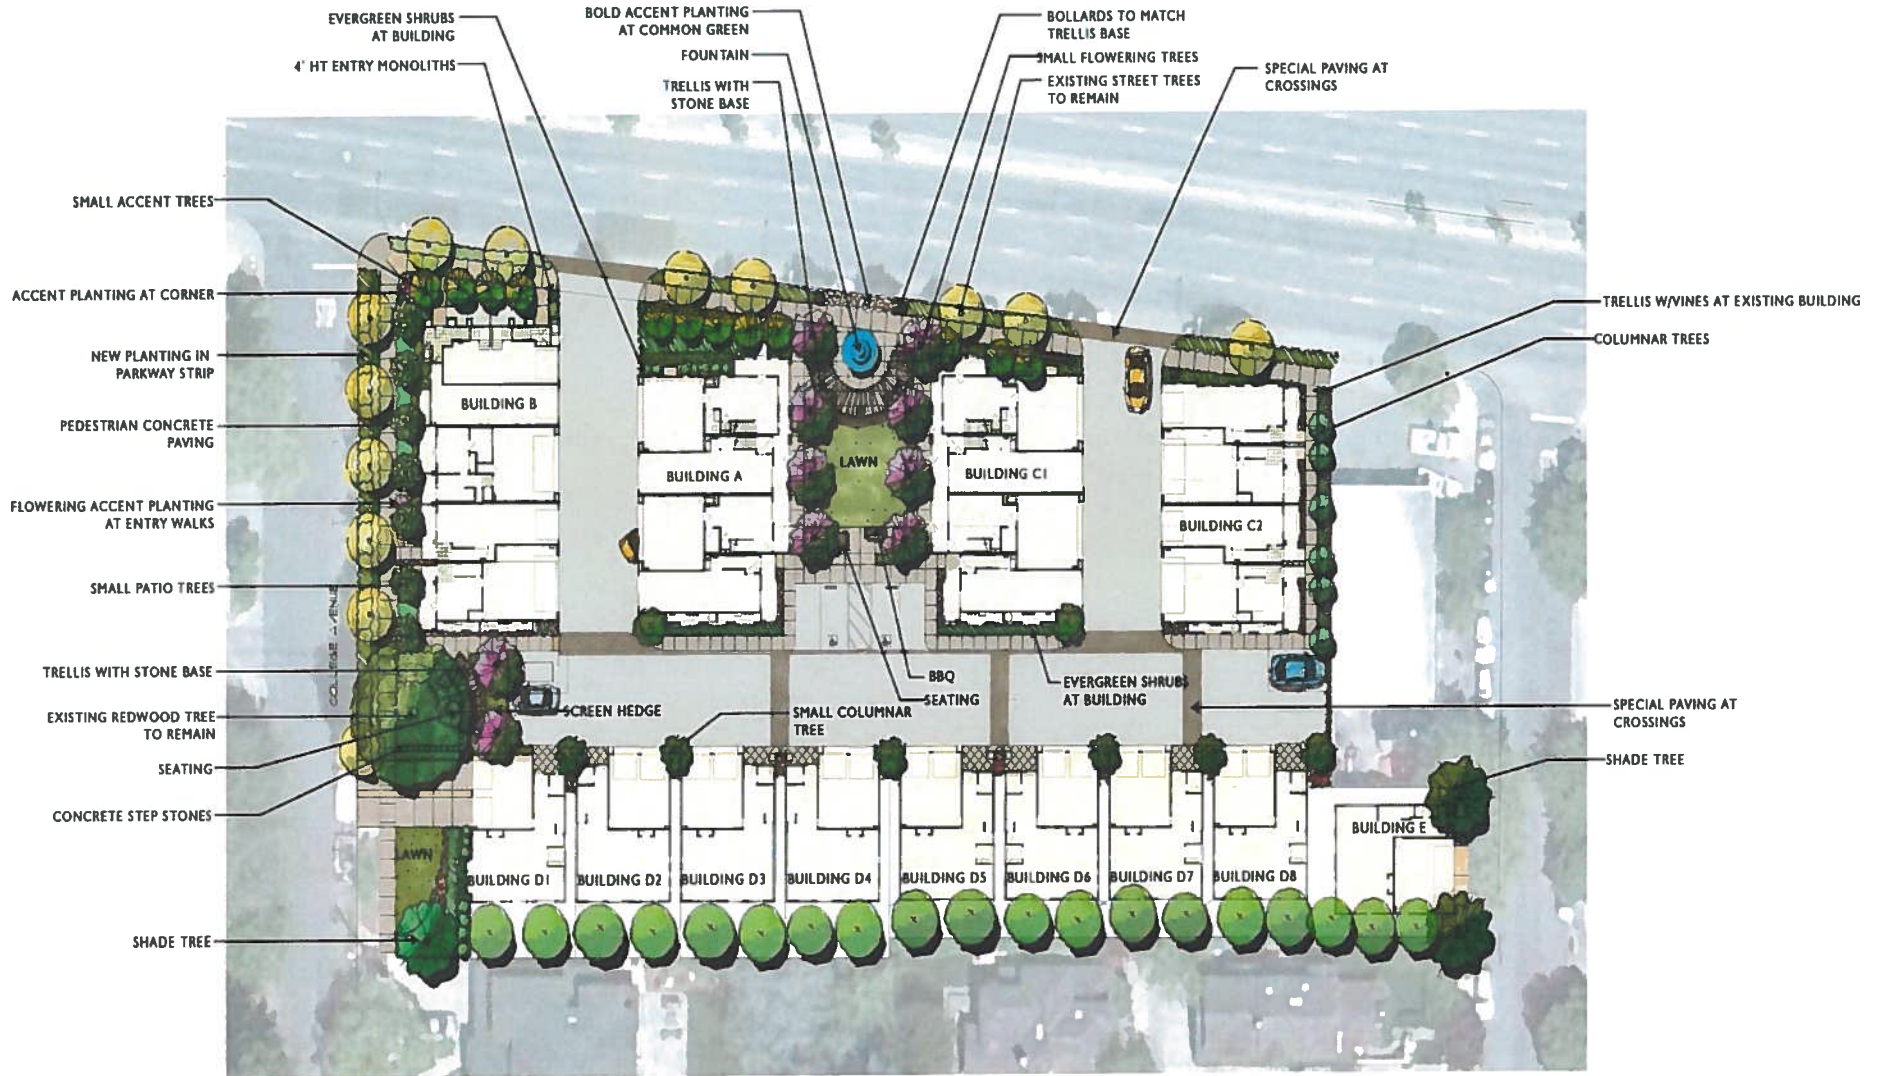 EVERGREEN SHRUBS
AT BUILDING
4' HT ENTRY MONOLITHS
BOLD ACCENT PLANTING
AT COMMON GREEN
FOUNTAIN
TRELLIS WITH
STONE BASE
BOLLARDS TO MATCH
TRELLIS BASE
SMALL FLOWERING TREES
EXISTING STREET TREES
TO REMAIN
SPECIAL PAVING AT
CROSSINGS
SMALL ACCENT TREES
ACCENT PLANTING AT CORNER
NEW PLANTING IN
PARKWAY STRIP
PEDESTRIAN CONCRETE
PAVING
FLOWERING ACCENT PLANTING
AT ENTRY WALKS
SMALL PATIO TREES
TRELLIS WITH STONE BASE
EXISTING REDWOOD TREE
TO REMAIN
SEATING
CONCRETE STEP STONES
SHADE TREE
COLLEGE AVENUE
TRELLIS W/VINES AT EXISTING BUILDING
COLUMNAR TREES
BUILDING B
BUILDING A
LAWN
BUILDING C1
BUILDING C2
BBQ
SEATING
EVERGREEN SHRUBS
AT BUILDING
SCREEN HEDGE
SMALL COLUMNAR
TREE
SPECIAL PAVING AT
CROSSINGS
SHADE TREE
BUILDING E
LAWN
BUILDING D1
BUILDING D2
BUILDING D3
BUILDING D4
BUILDING D5
BUILDING D6
BUILDING D7
BUILDING D8